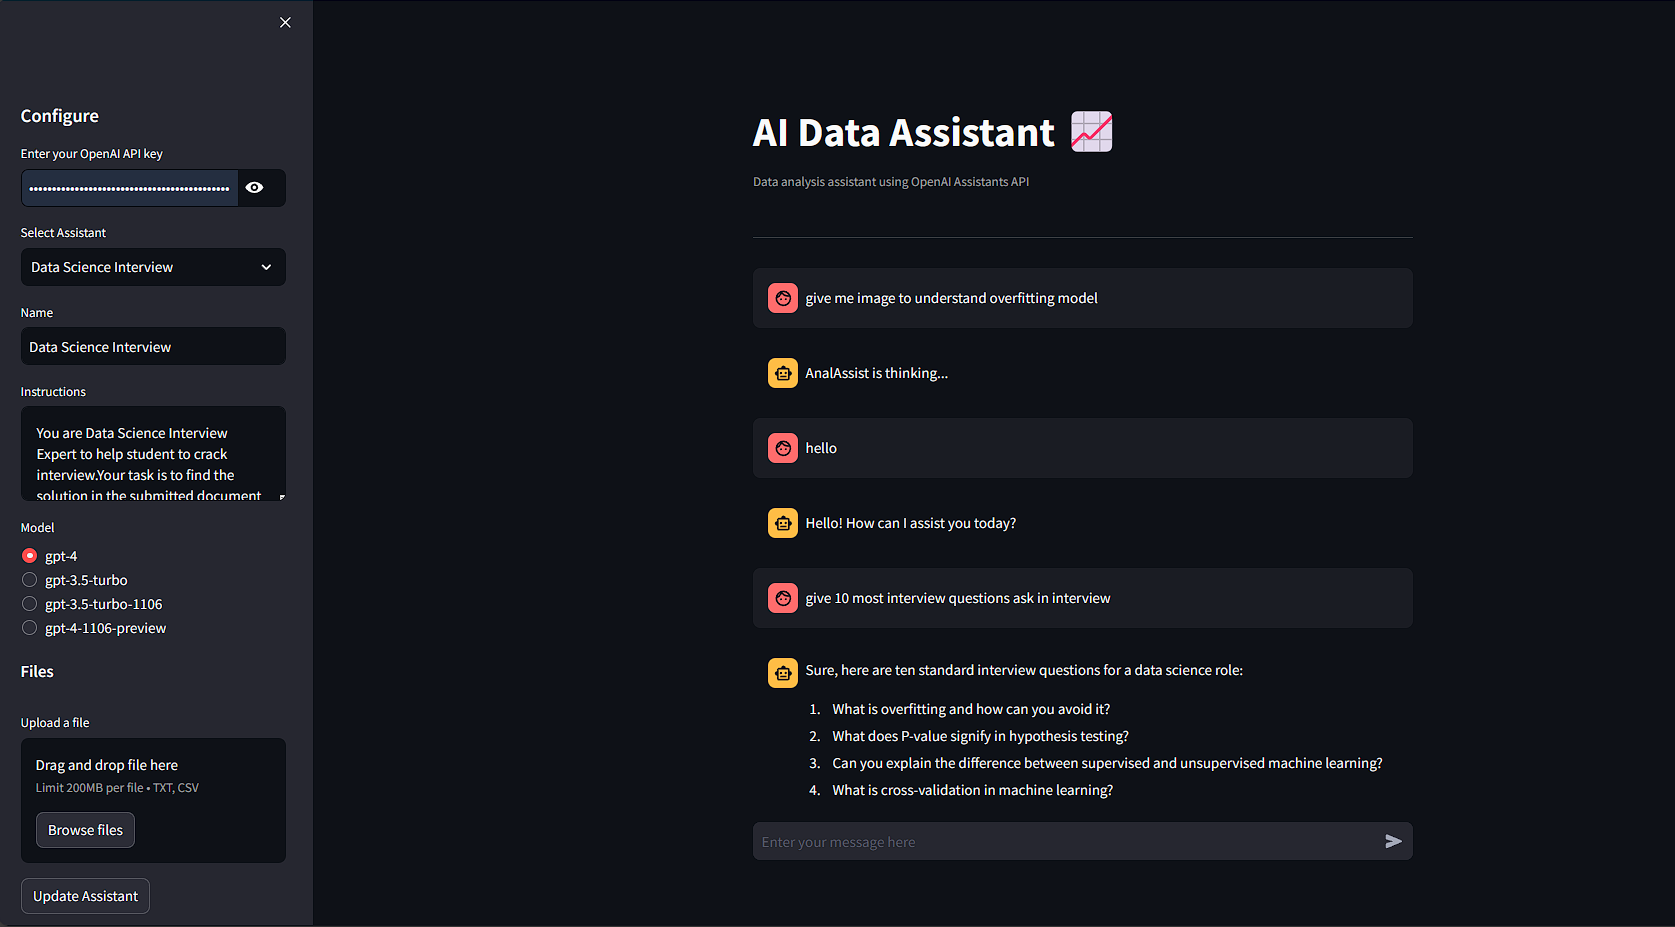 Configure
Enter your OpenAI API key
Select Assistant
Data Science Interview
Name
Data Science Interview
Instructions
You are Data Science Interview
Expert to help student to crack
interview.Your task is to find the
solution in the submitted document
Model
gpt-4
gpt-3.5-turbo
gpt-3.5-turbo-1106
gpt-4-1106-preview
Files
Upload a file
Drag and drop file here
Limit 200MB per file • TXT, CSV
Browse files
Update Assistant
AI Data Assistant
Data analysis assistant using OpenAI Assistants API
give me image to understand overfitting model
AnalAssist is thinking...
hello
Hello! How can I assist you today?
give 10 most interview questions ask in interview
Sure, here are ten standard interview questions for a data science role:
1. What is overfitting and how can you avoid it?
2. What does P-value signify in hypothesis testing?
3. Can you explain the difference between supervised and unsupervised machine learning?
4. What is cross-validation in machine learning?
Enter your message here